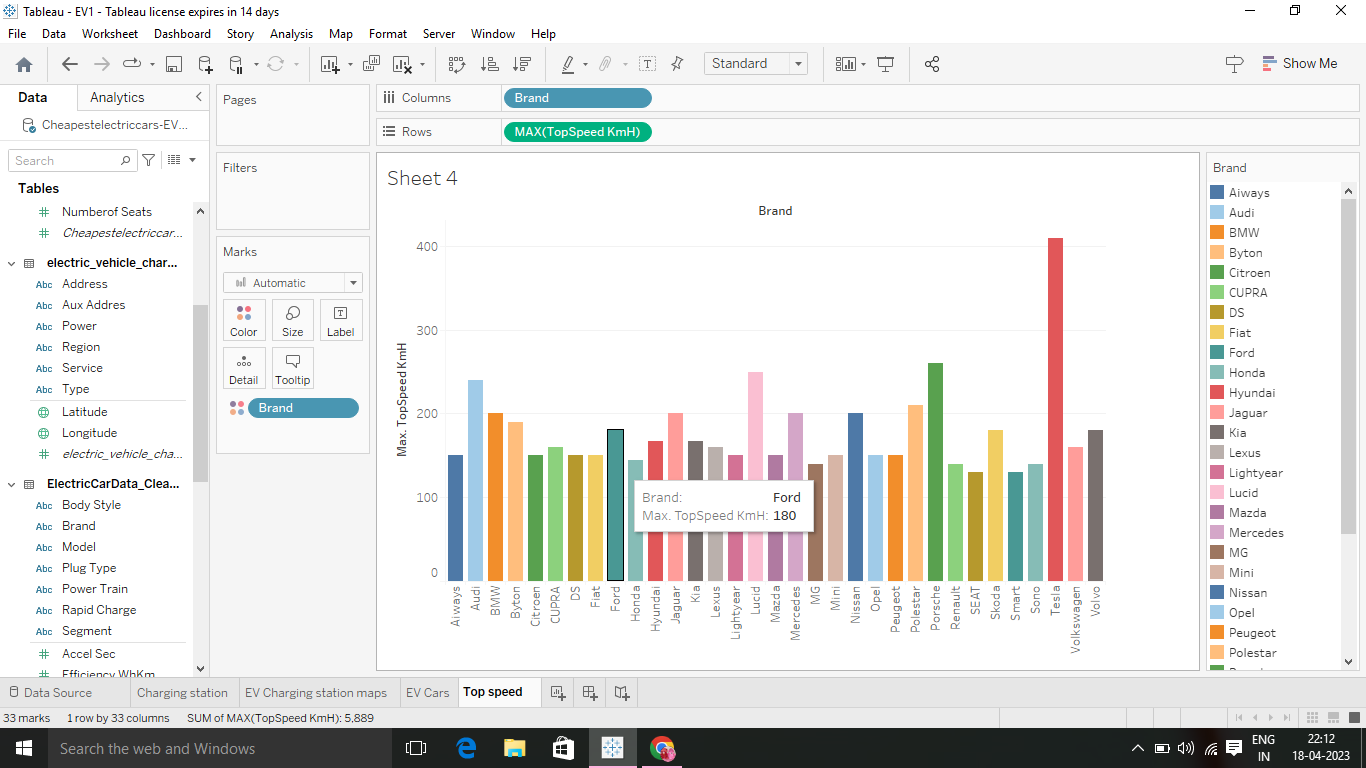 Tableau - EV1 - Tableau license expires in 14 days
File Data Worksheet Dashboard Story Analysis Map Format Server Window Help
Standard
Show Me
Data Analytics
Cheapestelectriccars-EV...
Search
Tables
# Numberof Seats
# Cheapestelectriccar...
electric_vehicle_char...
Abc Address
Abc Aux Addres
Abc Power
Abc Region
Abc Service
Abc Type
Latitude
Longitude
# electric_vehicle_cha...
ElectricCarData_Clea...
Abc Body Style
Abc Brand
Abc Model
Abc Plug Type
Abc Power Train
Abc Rapid Charge
Abc Segment
# Accel Sec
# Efficiency WhKm
Pages
Filters
Marks
Automatic
Color Size Label
Detail Tooltip
Brand
Columns Brand
Rows MAX(TopSpeed KmH)
Sheet 4
Brand
Max. TopSpeed KmH
400
300
200
100
0
Brand: Ford
Max. TopSpeed KmH: 180
Aiways
Audi
BMW
Byton
Citroen
CUPRA
DS
Fiat
Ford
Honda
Hyundai
Jaguar
Kia
Lexus
Lightyear
Lucid
Mazda
Mercedes
MG
Mini
Nissan
Opel
Peugeot
Polestar
Porsche
Renault
SEAT
Skoda
Smart
Sono
Tesla
Volkswagen
Volvo
Brand
Aiways
Audi
BMW
Byton
Citroen
CUPRA
DS
Fiat
Ford
Honda
Hyundai
Jaguar
Kia
Lexus
Lightyear
Lucid
Mazda
Mercedes
MG
Mini
Nissan
Opel
Peugeot
Polestar
Data Source Charging station EV Charging station maps EV Cars Top speed
33 marks 1 row by 33 columns SUM of MAX(TopSpeed KmH): 5,889
Search the web and Windows
ENG
IN
22:12
18-04-2023